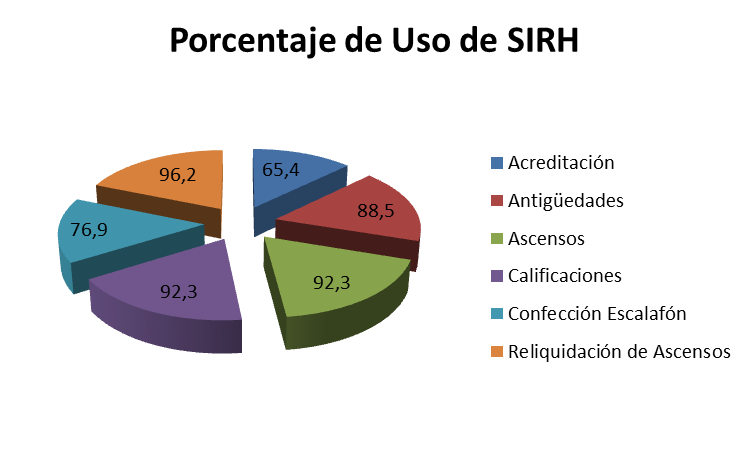 Porcentaje de Uso de SIRH
96,2
65,4
88,5
76,9
92,3
92,3
Acreditación
Antigüedades
Ascensos
Calificaciones
Confección Escalafón
Reliquidación de Ascensos